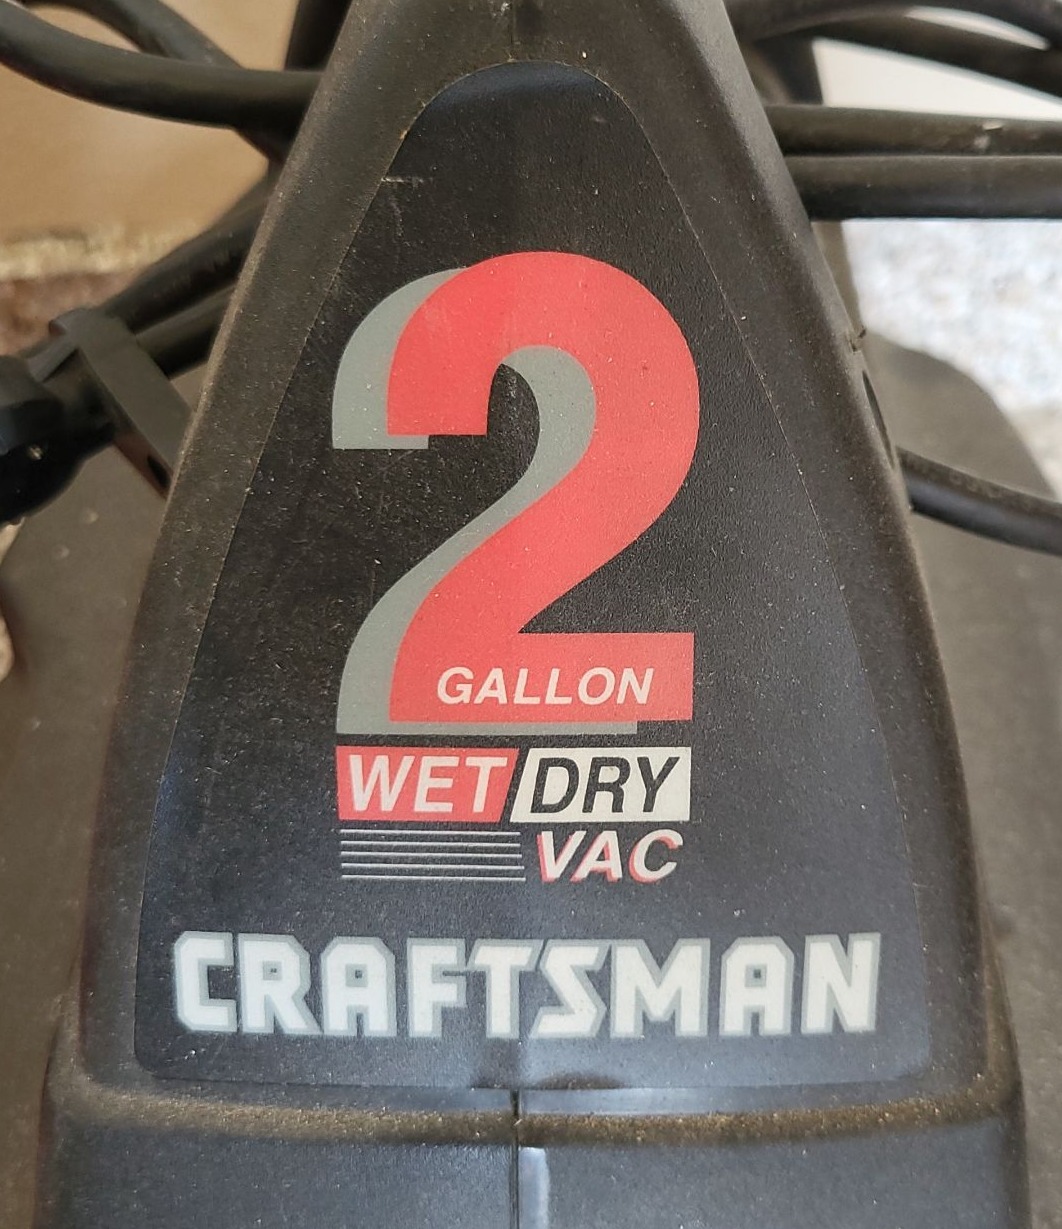 2
GALLON
WET/DRY
VAC
CRAFTSMAN